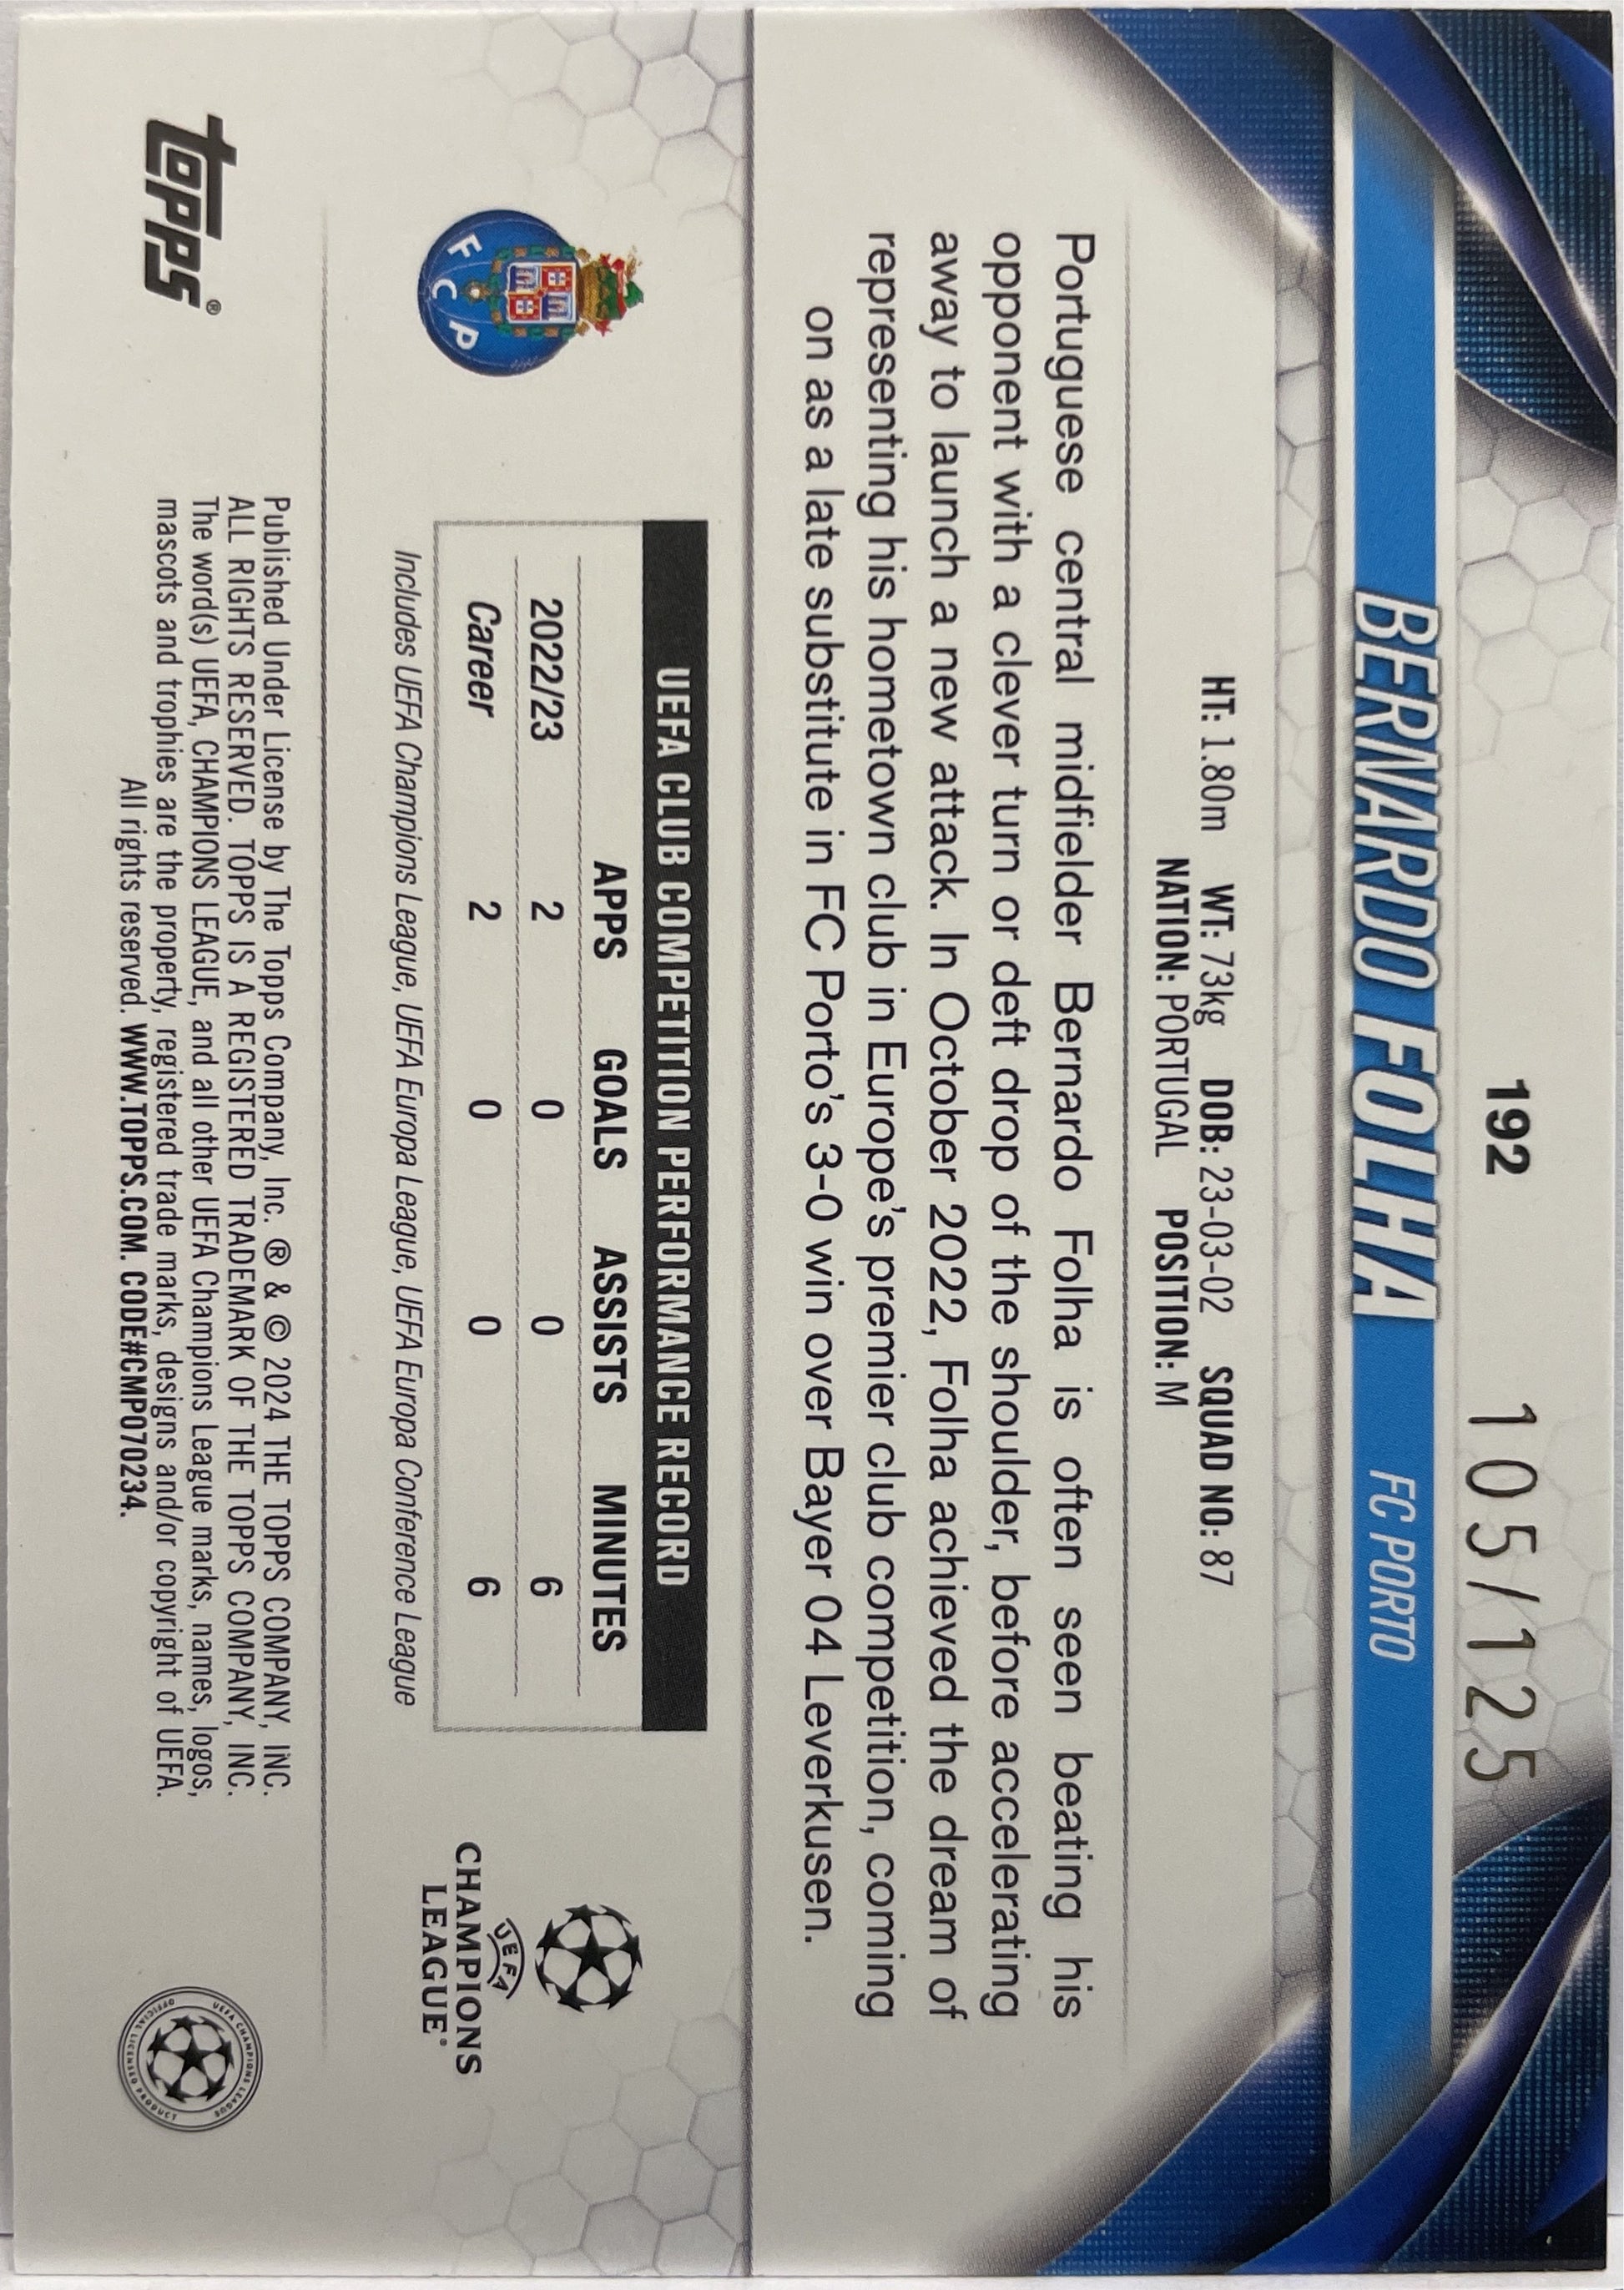 192
105/125
BERNARDO FOLHA FC PORTO
HT: 1.80m WT: 73kg DOB: 23-03-02 SQUAD NO: 87
NATION: PORTUGAL POSITION: M
Portuguese central midfielder Bernardo Folha is often seen beating his
opponent with a clever turn or deft drop of the shoulder, before accelerating
away to launch a new attack. In October 2022, Folha achieved the dream of
representing his hometown club in Europe's premier club competition, coming
on as a late substitute in FC Porto's 3-0 win over Bayer 04 Leverkusen.
FCP
UEFA CLUB COMPETITION PERFORMANCE RECORD
APPS GOALS ASSISTS MINUTES
2022/23 2 0 0 6
Career 2 0 0 6
Includes UEFA Champions League, UEFA Europa League, UEFA Europa Conference League
UEFA
CHAMPIONS
LEAGUE®
Topps®
Published Under License by The Topps Company, Inc. ® & © 2024 THE TOPPS COMPANY, INC.
ALL RIGHTS RESERVED. TOPPS IS A REGISTERED TRADEMARK OF THE TOPPS COMPANY, INC.
The word(s) UEFA, CHAMPIONS LEAGUE, and all other UEFA Champions League marks, names, logos,
mascots and trophies are the property, registered trade marks, designs and/or copyright of UEFA.
All rights reserved. WWW.TOPPS.COM. CODE#CMP070234.
UEFA CHAMPIONS LEAGUE
OFFICIAL LICENSED PRODUCT